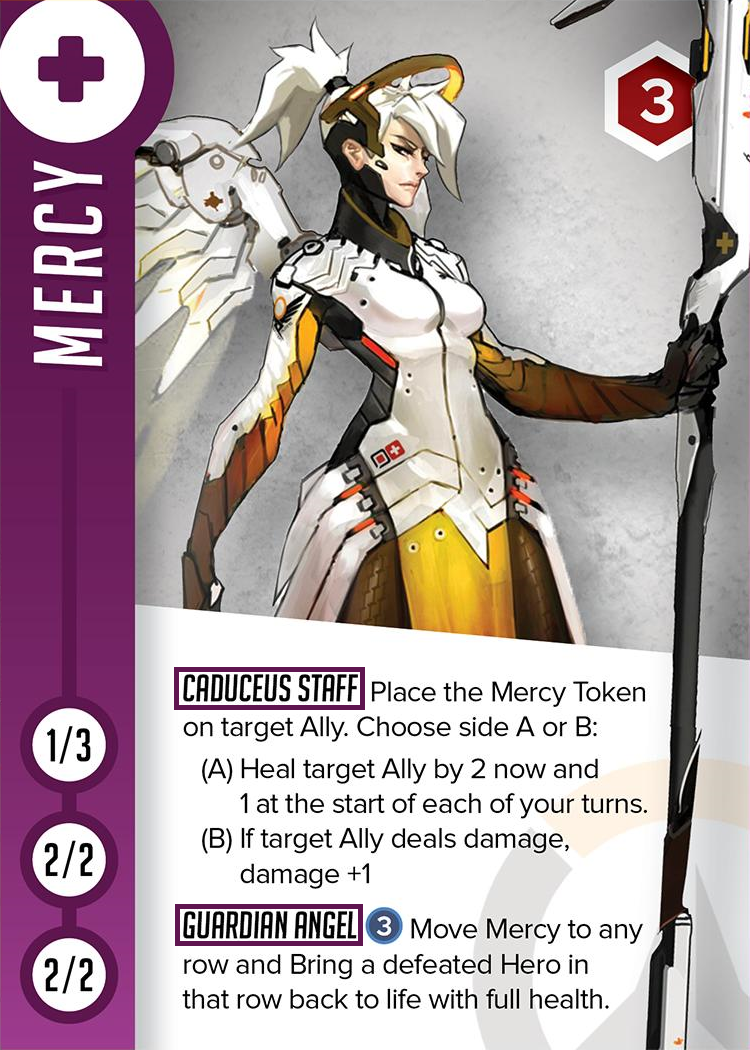 MERCY
3
1/3
2/2
2/2
CADUCEUS STAFF Place the Mercy Token
on target Ally. Choose side A or B:
(A) Heal target Ally by 2 now and
1 at the start of each of your turns.
(B) If target Ally deals damage,
damage +1
GUARDIAN ANGEL 3 Move Mercy to any
row and Bring a defeated Hero in
that row back to life with full health.